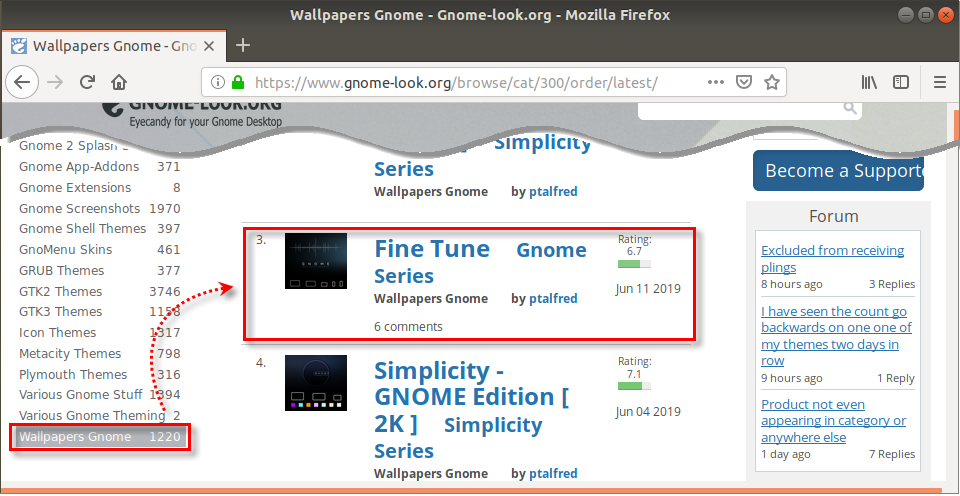 Wallpapers Gnome - Gnome-look.org - Mozilla Firefox
Wallpapers Gnome - Gno
https://www.gnome-look.org/browse/cat/300/order/latest/
GNOME-LOOK.ORG
Eyecandy for your Gnome Desktop
Gnome 2 Splash
Gnome App-Addons 371
Gnome Extensions 8
Gnome Screenshots 1970
Gnome Shell Themes 397
GnoMenu Skins 461
GRUB Themes 377
GTK2 Themes 3746
GTK3 Themes 1158
Icon Themes 1317
Metacity Themes 798
Plymouth Themes 316
Various Gnome Stuff 1394
Various Gnome Theming 2
Wallpapers Gnome 1220
Simplicity
Series
Wallpapers Gnome by ptalfred
3.
GNOME
Fine Tune Gnome
Series
Wallpapers Gnome by ptalfred
6 comments
Rating:
6.7
Jun 11 2019
4.
Simplicity -
GNOME Edition [
2K ] Simplicity
Series
Wallpapers Gnome by ptalfred
Rating:
7.1
Jun 04 2019
Become a Supporte
Forum
Excluded from receiving
plings
8 hours ago 3 Replies
I have seen the count go
backwards on one one of
my themes two days in
row
9 hours ago 1 Reply
Product not even
appearing in category or
anywhere else
1 day ago 7 Replies